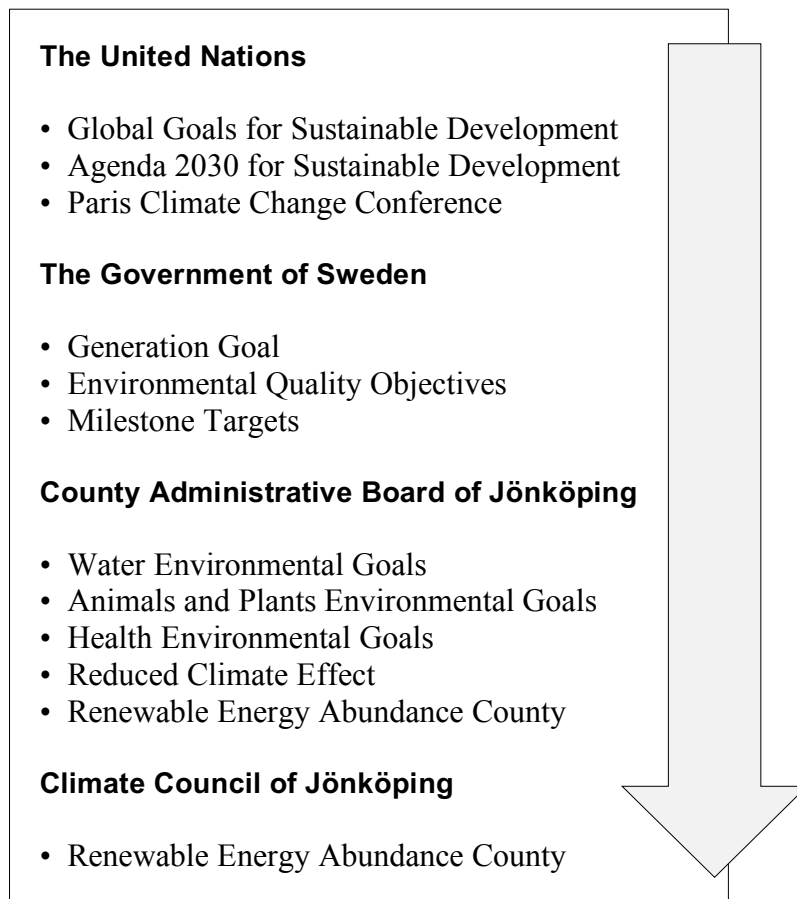 The United Nations
• Global Goals for Sustainable Development
• Agenda 2030 for Sustainable Development
• Paris Climate Change Conference
The Government of Sweden
• Generation Goal
• Environmental Quality Objectives
• Milestone Targets
County Administrative Board of Jönköping
• Water Environmental Goals
• Animals and Plants Environmental Goals
• Health Environmental Goals
• Reduced Climate Effect
• Renewable Energy Abundance County
Climate Council of Jönköping
• Renewable Energy Abundance County